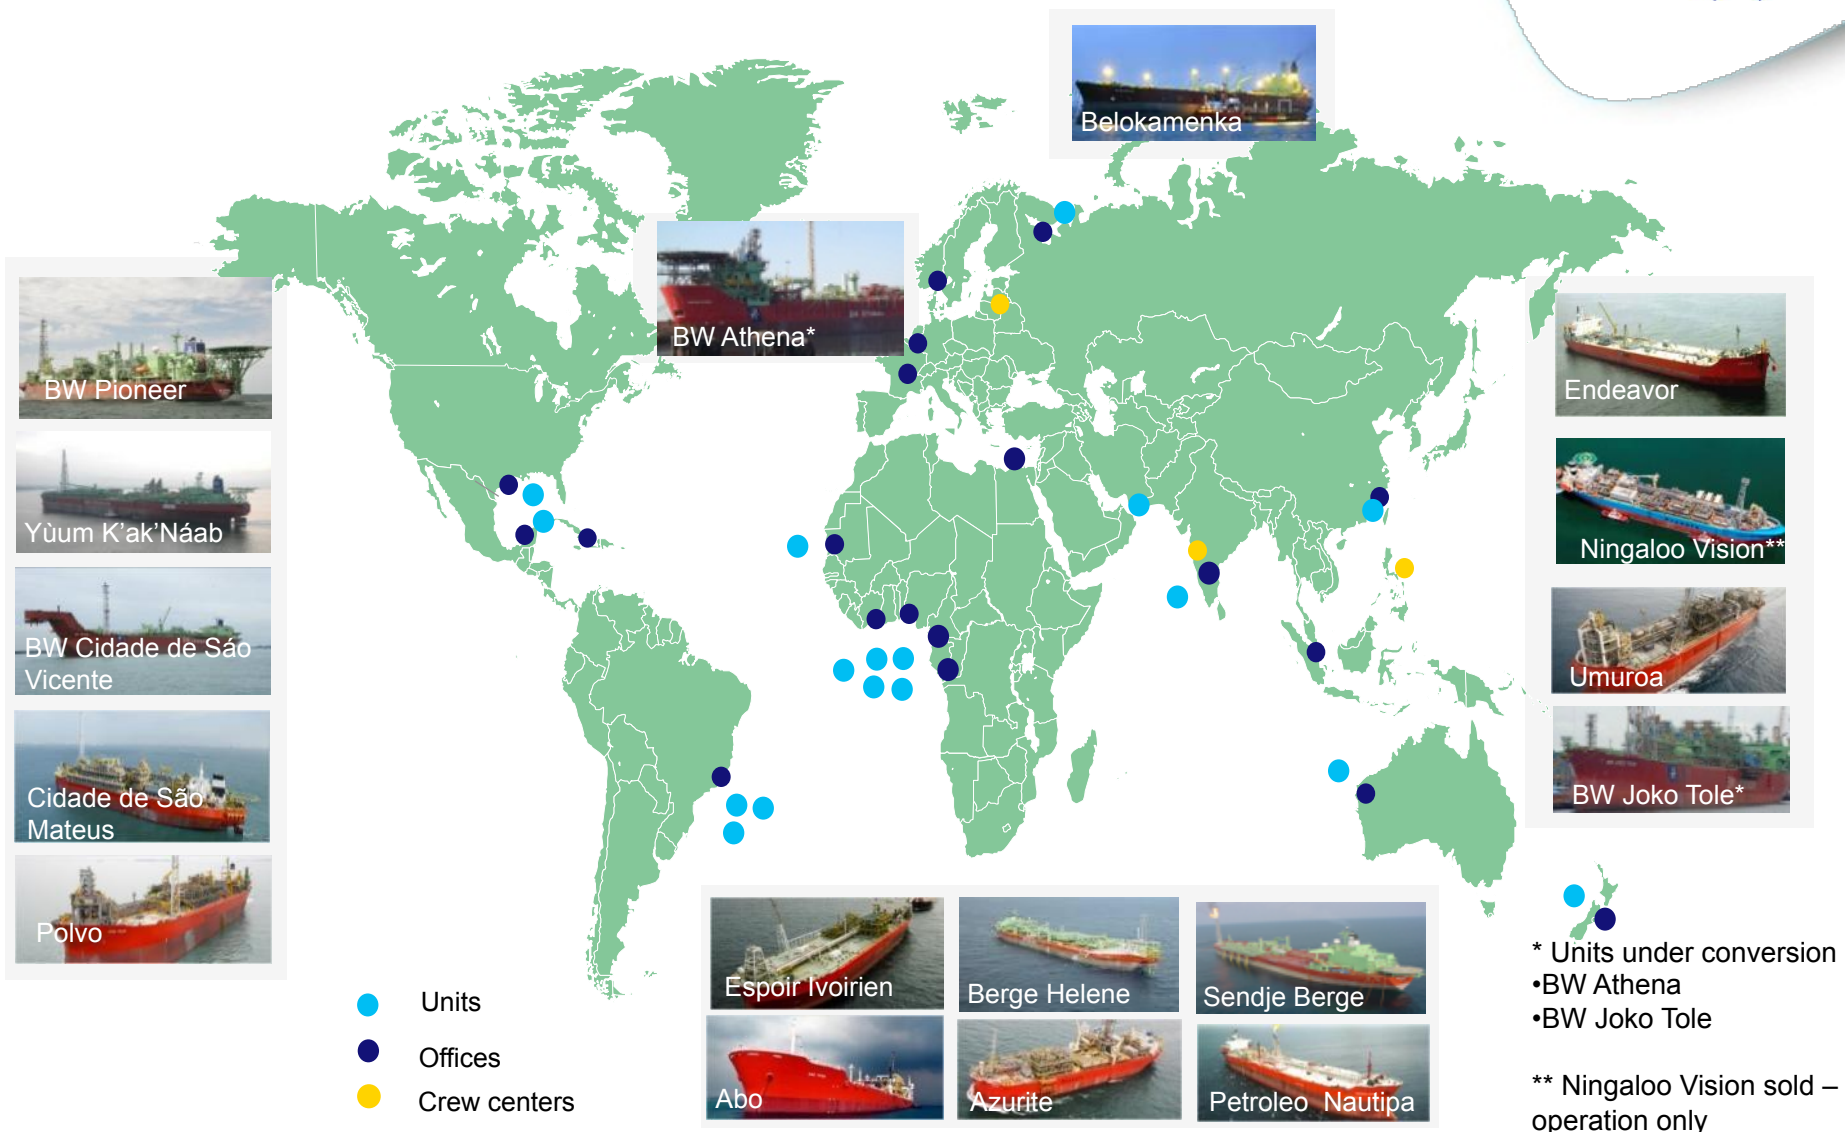 Belokamenka
BW Athena*
BW Pioneer
Yùum K'ak'Náab
BW Cidade de Sáo
Vicente
Cidade de São
Mateus
Polvo
Endeavor
Ningaloo Vision**
Umuroa
BW Joko Tole*
Espoir Ivoirien
Berge Helene
Sendje Berge
Abo
Azurite
Petroleo Nautipa
Units
Offices
Crew centers
* Units under conversion
•BW Athena
•BW Joko Tole
** Ningaloo Vision sold –
operation only